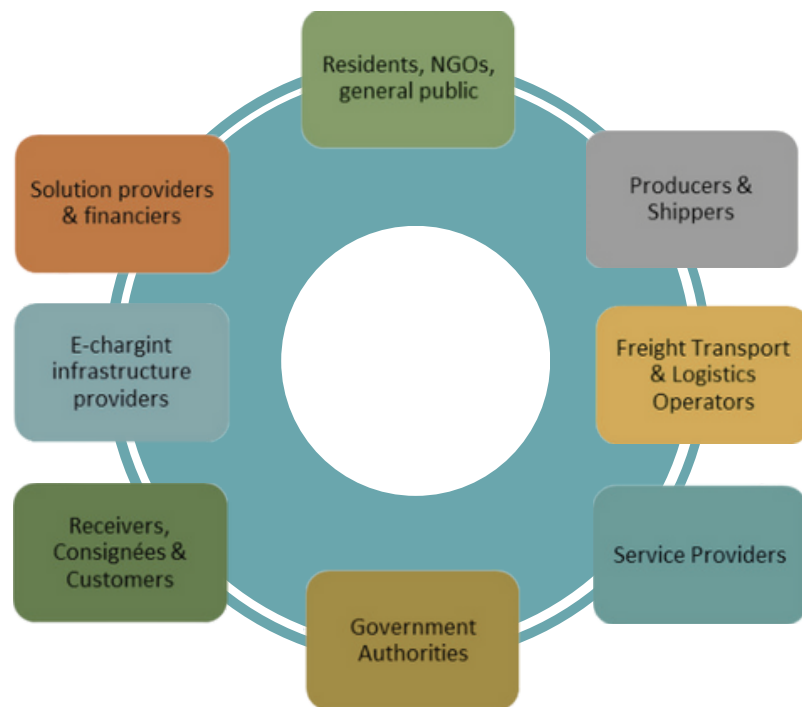 Residents, NGOs,
general public
Solution providers
& financiers
Producers &
Shippers
E-chargint
infrastructure
providers
Freight Transport
& Logistics
Operators
Receivers,
Consignées &
Customers
Service Providers
Government
Authorities